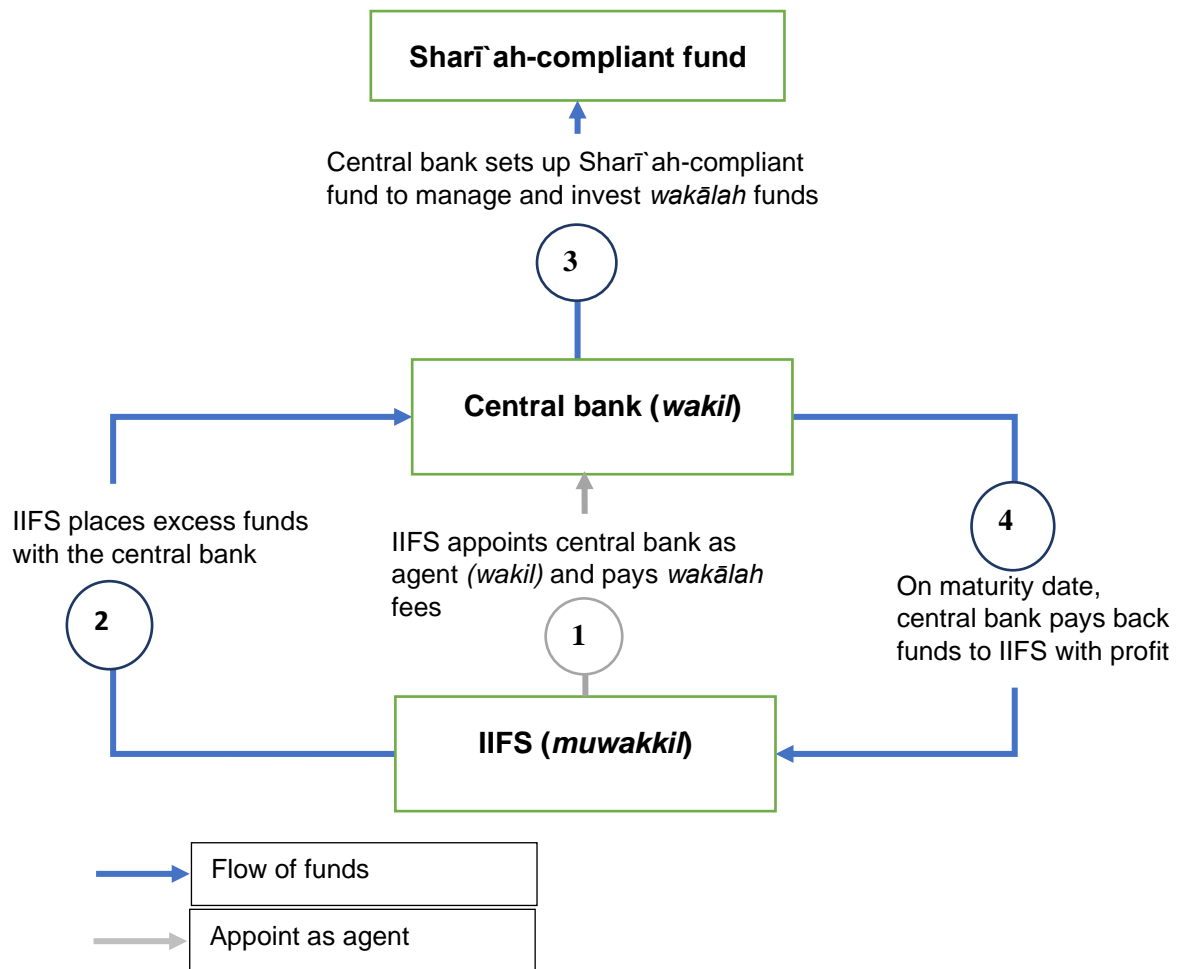 Sharī`ah-compliant fund
Central bank sets up Sharī`ah-compliant
fund to manage and invest wakālah funds
3
Central bank (wakil)
IIFS places excess funds
with the central bank
2
IIFS appoints central bank as
agent (wakil) and pays wakālah
fees
1
4
On maturity date,
central bank pays back
funds to IIFS with profit
IIFS (muwakkil)
Flow of funds
Appoint as agent